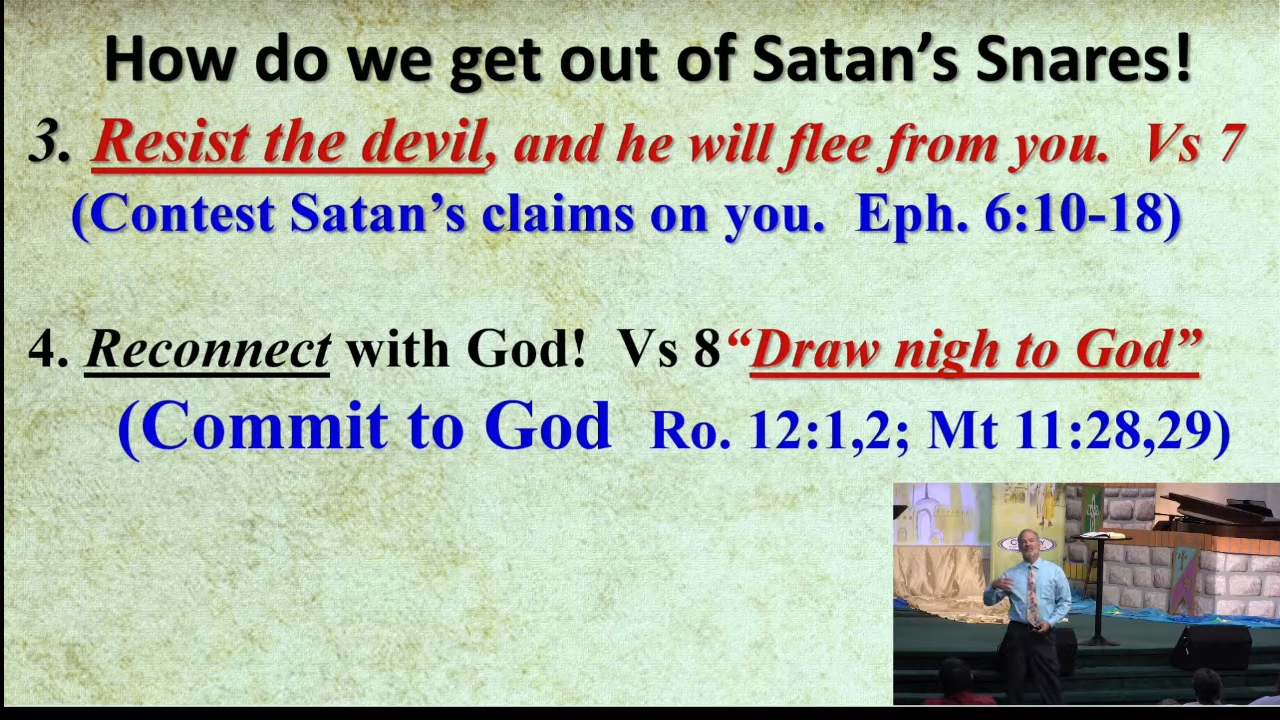 How do we get out of Satan’s Snares!
3. Resist the devil, and he will flee from you. Vs 7
(Contest Satan’s claims on you. Eph. 6:10-18)
4. Reconnect with God! Vs 8 “Draw nigh to God”
(Commit to God Ro. 12:1,2; Mt 11:28,29)